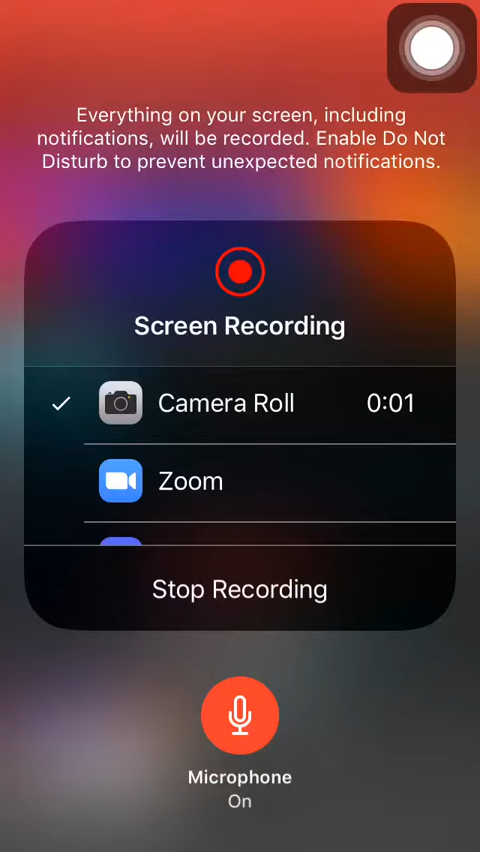 Everything on your screen, including
notifications, will be recorded. Enable Do Not
Disturb to prevent unexpected notifications.
Screen Recording
Camera Roll 0:01
Zoom
Stop Recording
Microphone
On